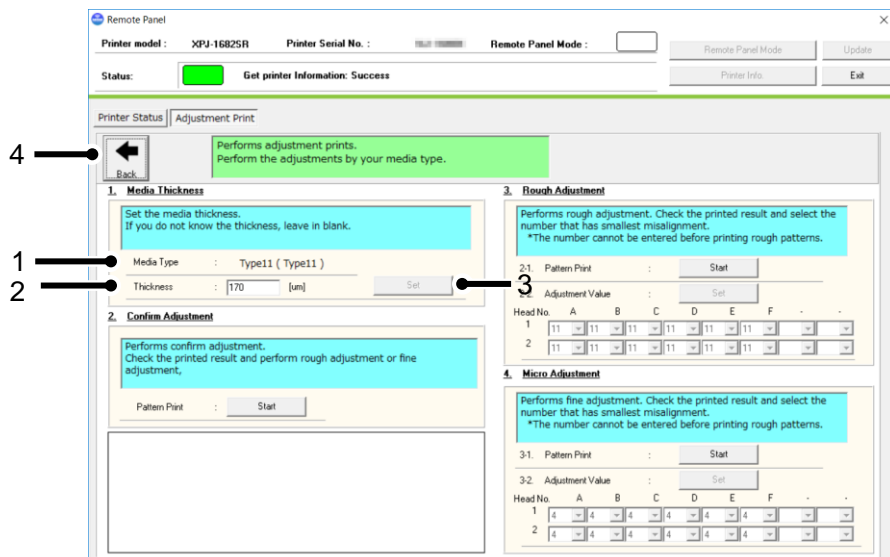 Remote Panel
Printer model : XPJ-1682SR Printer Serial No. : Remote Panel Mode :
Remote Panel Mode Update
Status: Get printer Information: Success
Printer Info. Exit
Printer Status Adjustment Print
4
Back
Performs adjustment prints.
Perform the adjustments by your media type.
1. Media Thickness
Set the media thickness.
If you do not know the thickness, leave in blank.
1
Media Type : Type11 ( Type11 )
2
Thickness : 170 [um] Set
3
2. Confirm Adjustment
Performs confirm adjustment.
Check the printed result and perform rough adjustment or fine
adjustment,
Pattern Print : Start
3. Rough Adjustment
Performs rough adjustment. Check the printed result and select the
number that has smallest misalignment.
*The number cannot be entered before printing rough patterns.
2-1. Pattern Print : Start
2-2. Adjustment Value : Set
Head No. A B C D E F - -
1 11 11 11 11 11 11
2 11 11 11 11 11 11
4. Micro Adjustment
Performs fine adjustment. Check the printed result and select the
number that has smallest misalignment.
*The number cannot be entered before printing rough patterns.
3-1. Pattern Print : Start
3-2. Adjustment Value : Set
Head No. A B C D E F - -
1 4 4 4 4 4 4
2 4 4 4 4 4 4